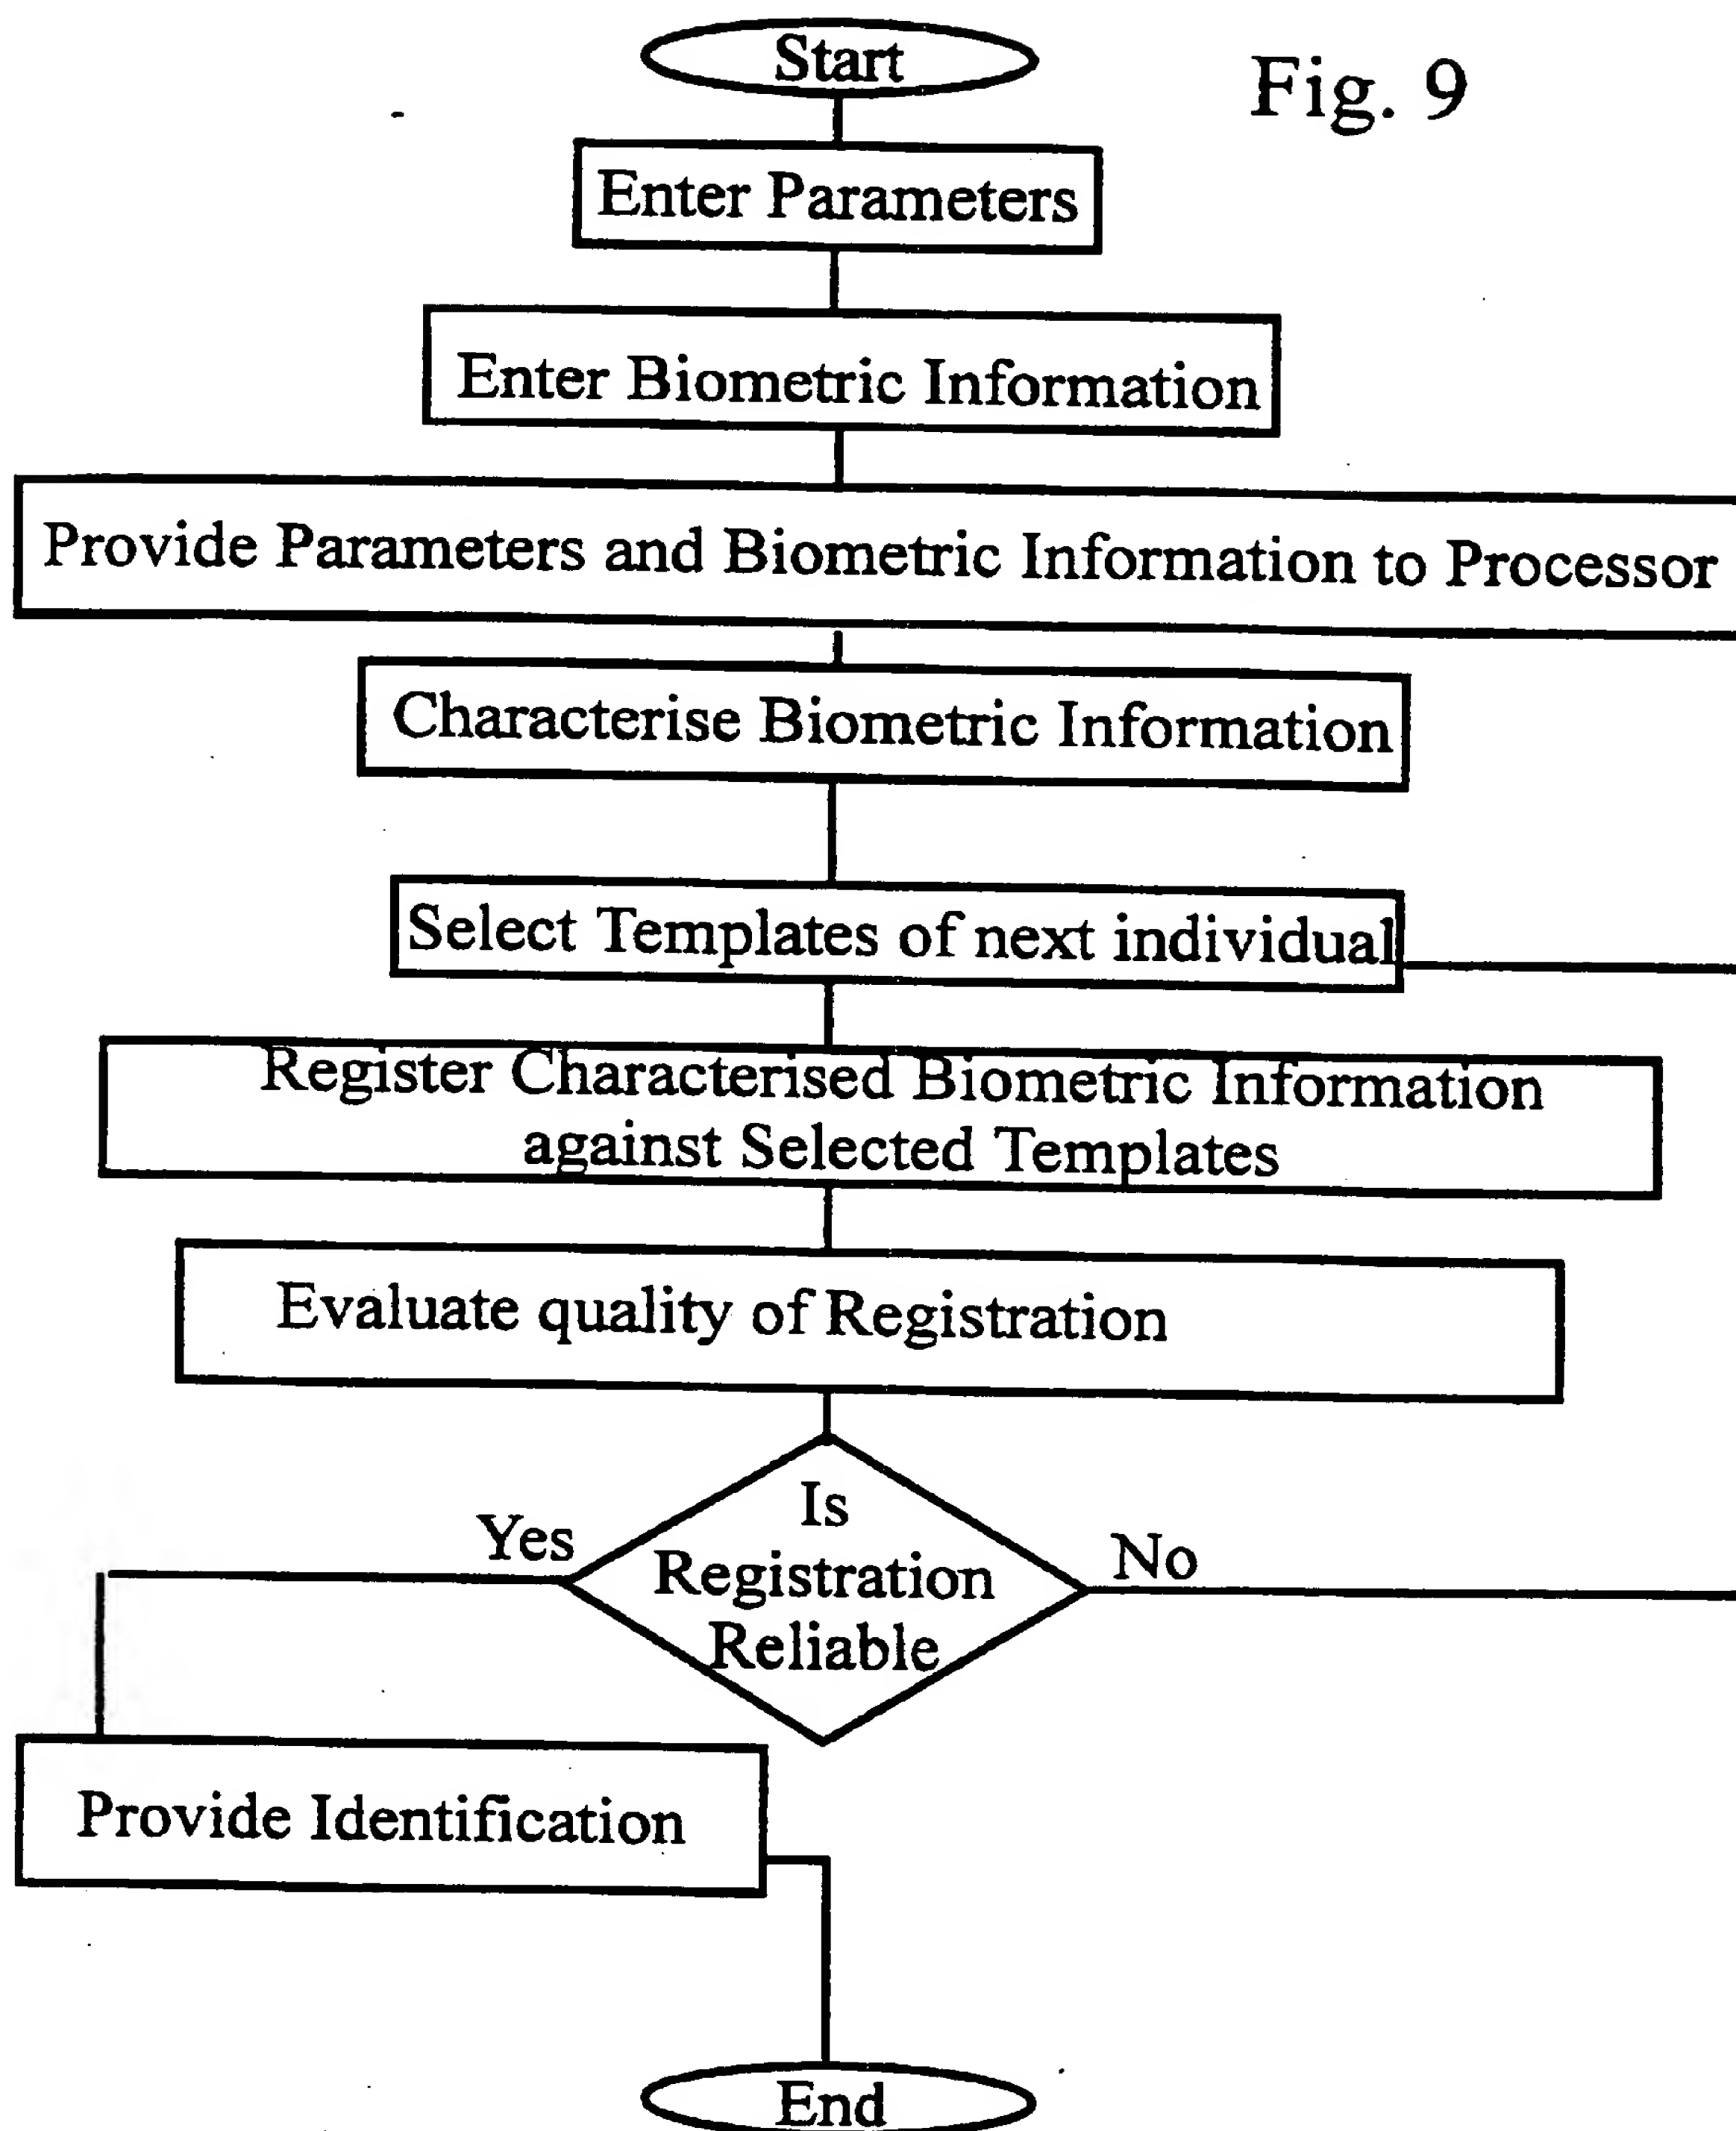 Start
Fig. 9
Enter Parameters
Enter Biometric Information
Provide Parameters and Biometric Information to Processor
Characterise Biometric Information
Select Templates of next individual
Register Characterised Biometric Information
against Selected Templates
Evaluate quality of Registration
Is
Registration
Reliable
Yes
No
Provide Identification
End